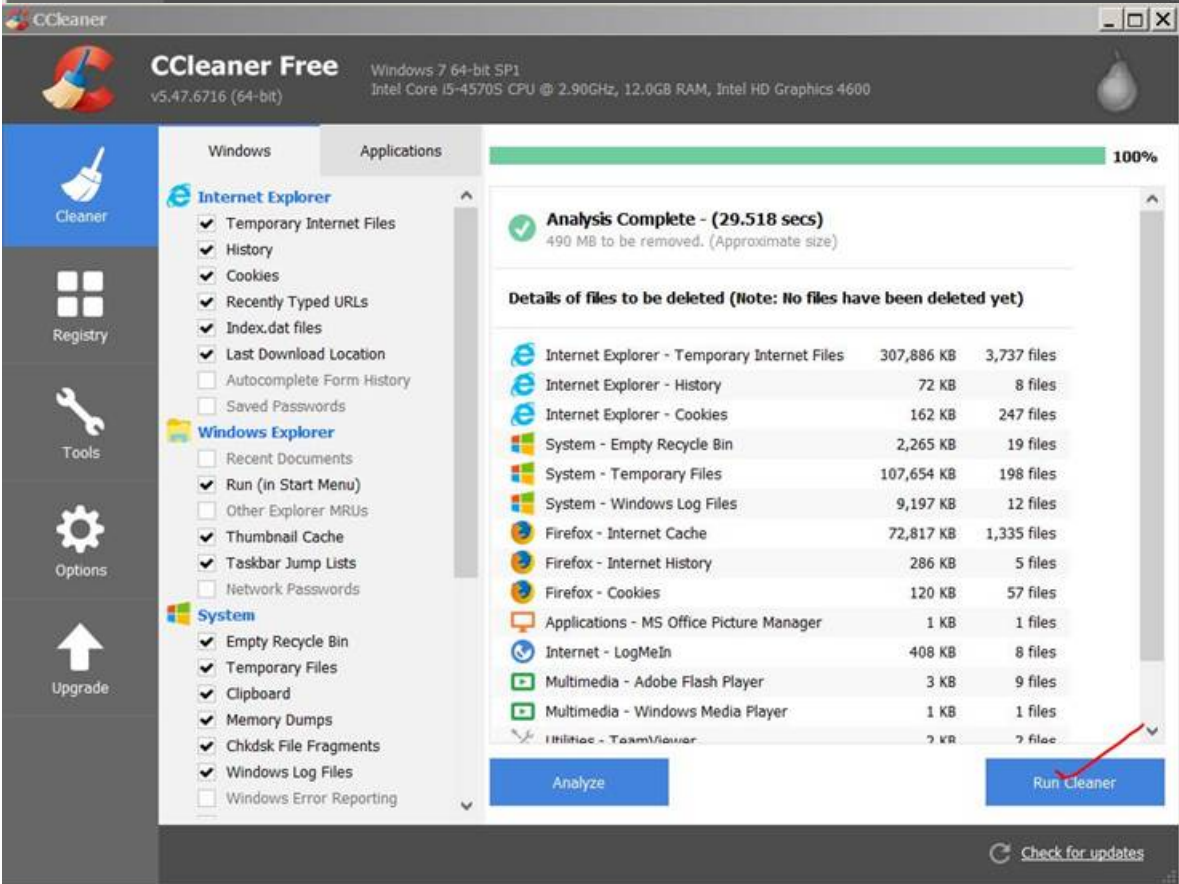 CCleaner
CCleaner Free
v5.47.6716 (64-bit)
Windows 7 64-bit SP1
Intel Core i5-4570S CPU @ 2.90GHz, 12.0GB RAM, Intel HD Graphics 4600
Cleaner
Registry
Tools
Options
Upgrade
Windows Applications
Internet Explorer
Temporary Internet Files
History
Cookies
Recently Typed URLs
Index.dat files
Last Download Location
Autocomplete Form History
Saved Passwords
Windows Explorer
Recent Documents
Run (in Start Menu)
Other Explorer MRUs
Thumbnail Cache
Taskbar Jump Lists
Network Passwords
System
Empty Recycle Bin
Temporary Files
Clipboard
Memory Dumps
Chkdsk File Fragments
Windows Log Files
Windows Error Reporting
100%
Analysis Complete - (29.518 secs)
490 MB to be removed. (Approximate size)
Details of files to be deleted (Note: No files have been deleted yet)
Internet Explorer - Temporary Internet Files 307,886 KB 3,737 files
Internet Explorer - History 72 KB 8 files
Internet Explorer - Cookies 162 KB 247 files
System - Empty Recycle Bin 2,265 KB 19 files
System - Temporary Files 107,654 KB 198 files
System - Windows Log Files 9,197 KB 12 files
Firefox - Internet Cache 72,817 KB 1,335 files
Firefox - Internet History 286 KB 5 files
Firefox - Cookies 120 KB 57 files
Applications - MS Office Picture Manager 1 KB 1 files
Internet - LogMeIn 408 KB 8 files
Multimedia - Adobe Flash Player 3 KB 9 files
Multimedia - Windows Media Player 1 KB 1 files
Utilities - TeamViewer 2 KB 2 files
Analyze
Run Cleaner
Check for updates